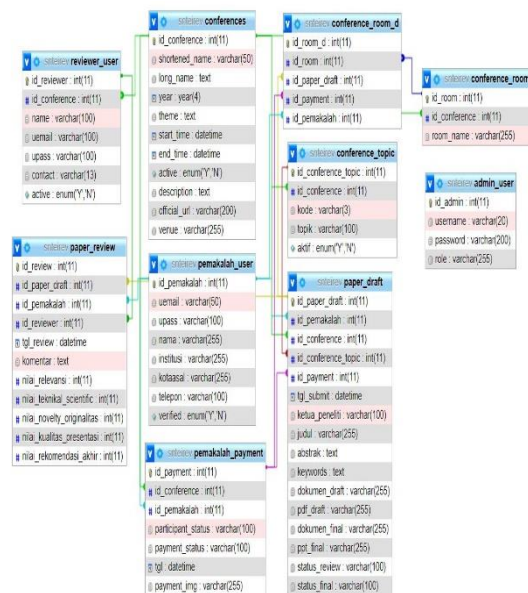 reviewer_user
id_reviewer : int(11)
id_conference : int(11)
name : varchar(100)
uemail : varchar(100)
upass : varchar(100)
contact : varchar(13)
active : enum('Y','N')
conferences
id_conference : int(11)
shortened_name : varchar(50)
long_name : text
year : year(4)
theme : text
start_time : datetime
end_time : datetime
active : enum('Y','N')
description : text
official_url : varchar(200)
venue : varchar(255)
conference_room_d
id_room_d : int(11)
id_room : int(11)
id_paper_draft : int(11)
id_payment : int(11)
id_pemakalah : int(11)
conference_room
id_room : int(11)
id_conference : int(11)
room_name : varchar(255)
conference_topic
id_conference_topic : int(11)
id_conference : int(11)
kode : varchar(3)
topik : varchar(100)
aktif : enum('Y','N')
admin_user
id_admin : int(11)
username : varchar(20)
password : varchar(200)
role : varchar(255)
paper_review
id_review : int(11)
id_paper_draft : int(11)
id_pemakalah : int(11)
id_reviewer : int(11)
tgl_review : datetime
komentar : text
nilai_relevansi : int(11)
nilai_teknikal_scientific : int(11)
nilai_novelty_originalitas : int(11)
nilai_kualitas_presentasi : int(11)
nilai_rekomendasi_akhir : int(11)
pemakalah_user
id_pemakalah : int(11)
uemail : varchar(50)
upass : varchar(100)
nama : varchar(255)
institusi : varchar(255)
kotaasal : varchar(255)
telepon : varchar(100)
verified : enum('Y','N')
paper_draft
id_paper_draft : int(11)
id_pemakalah : int(11)
id_conference : int(11)
id_conference_topic : int(11)
id_payment : int(11)
tgl_submit : datetime
ketua_peneliti : varchar(100)
judul : varchar(255)
abstrak : text
keywords : text
dokumen_draft : varchar(255)
pdf_draft : varchar(255)
dokumen_final : varchar(255)
ppt_final : varchar(255)
status_review : varchar(100)
status_final : varchar(100)
pemakalah_payment
id_payment : int(11)
id_conference : int(11)
id_pemakalah : int(11)
participant_status : varchar(100)
payment_status : varchar(100)
tgl : datetime
payment_img : varchar(255)